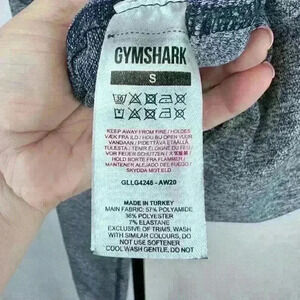 GYMSHARK
S
KEEP AWAY FROM FIRE / HOLDES
VÆK FRA ILD / HOU BIJ OPEN VUUR
VANDAAN / PIDETTÄVÄ ETÄÄLLÄ
TULESTA / TENIR ÉLOIGNÉ DU FEU /
VOR FEUER SCHÜTZEN /
HOLD BORTE FRA FLAMMER /
MANTENER ALEJADO DEL FUEGO /
SKYDDA MOT ELD
GLLG4246 - AW20
MADE IN TURKEY
MAIN FABRIC: 57% POLYAMIDE
36% POLYESTER
7% ELASTANE
EXCLUSIVE OF TRIMS, WASH
WITH SIMILAR COLOURS, DO
NOT USE SOFTENER
COOL WASH GENTLE, DO NOT